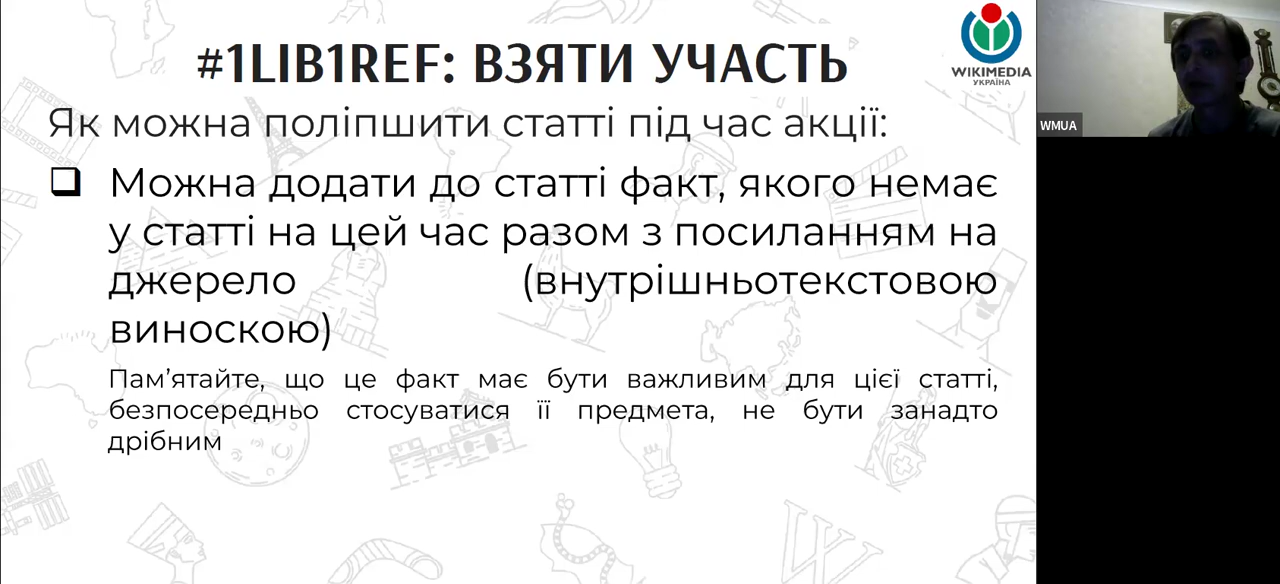 #1LIB1REF: ВЗЯТИ УЧАСТЬ
WIKIMEDIA
УКРАЇНА
WMUA
Як можна поліпшити статті під час акції:
❑ Можна додати до статті факт, якого немає
у статті на цей час разом з посиланням на
джерело (внутрішньотекстовою
виноскою)
Пам’ятайте, що це факт має бути важливим для цієї статті,
безпосередньо стосуватися її предмета, не бути занадто
дрібним